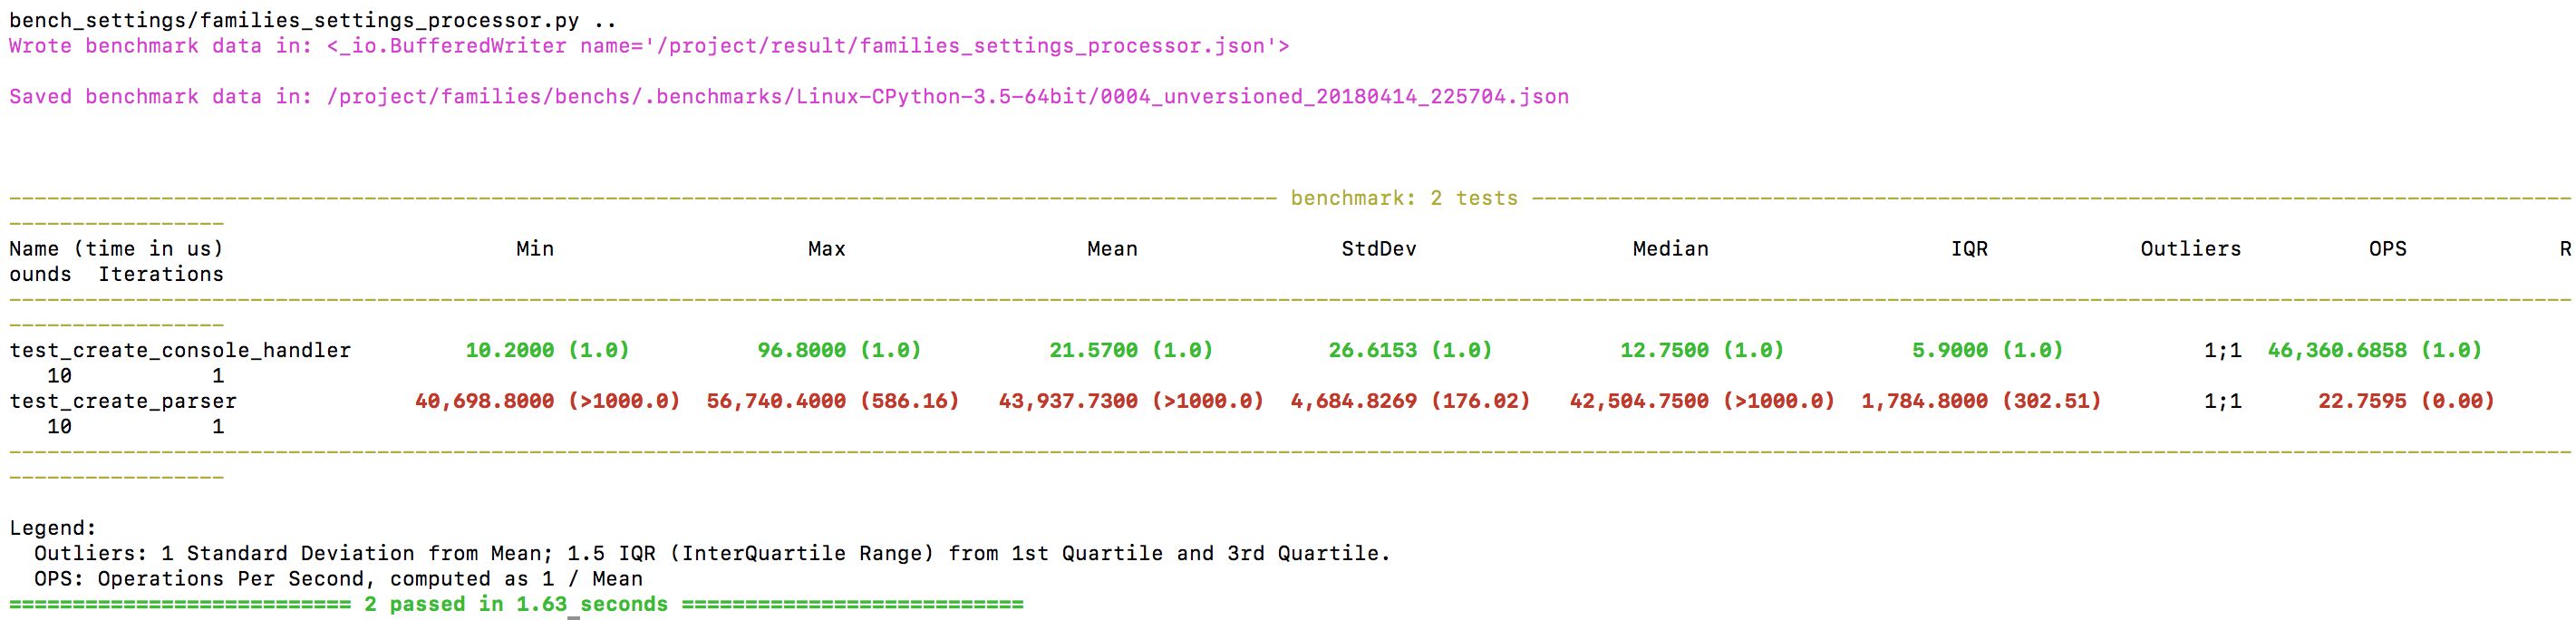 bench_settings/families_settings_processor.py ..
Wrote benchmark data in: <_io.BufferedWriter name='/project/result/families_settings_processor.json'>
Saved benchmark data in: /project/families/benchs/.benchmarks/Linux-CPython-3.5-64bit/0004_unversioned_20180414_225704.json
---------------------------------------------------------------------------------------------------- benchmark: 2 tests ----------------------------------------------------------------------------------
-----------------
Name (time in us)                       Min                    Max                   Mean                StdDev                 Median                   IQR            Outliers          OPS            R
ounds  Iterations
-----------------------------------------------------------------------------------------------------------------------------------------------------------------------------------------------------------
-----------------
test_create_console_handler         10.2000 (1.0)          96.8000 (1.0)          21.5700 (1.0)         26.6153 (1.0)          12.7500 (1.0)          5.9000 (1.0)           1;1  46,360.6858 (1.0)
   10           1
test_create_parser              40,698.8000 (>1000.0)  56,740.4000 (586.16)   43,937.7300 (>1000.0)  4,684.8269 (176.02)   42,504.7500 (>1000.0)  1,784.8000 (302.51)        1;1      22.7595 (0.00)
   10           1
-----------------------------------------------------------------------------------------------------------------------------------------------------------------------------------------------------------
-----------------
Legend:
  Outliers: 1 Standard Deviation from Mean; 1.5 IQR (InterQuartile Range) from 1st Quartile and 3rd Quartile.
  OPS: Operations Per Second, computed as 1 / Mean
=========================== 2 passed in 1.63 seconds ===========================